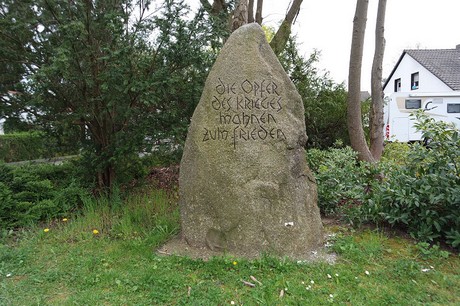 DIE OPFER
DES KRIEGES
MAHNEN
ZUM FRIEDEN